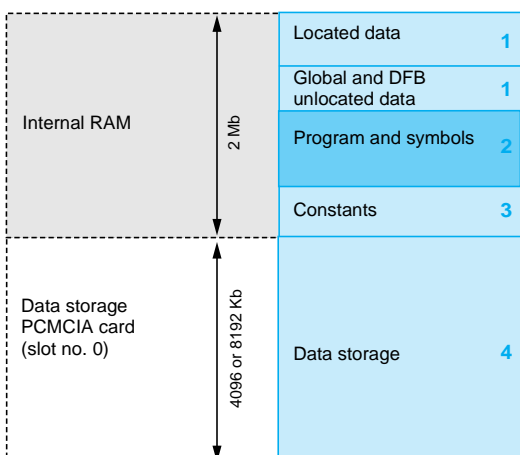 Located data 1
Global and DFB
unlocated data 1
Internal RAM
2 Mb
Program and symbols 2
Constants 3
Data storage
PCMCIA card
(slot no. 0)
4096 or 8192 Kb
Data storage 4